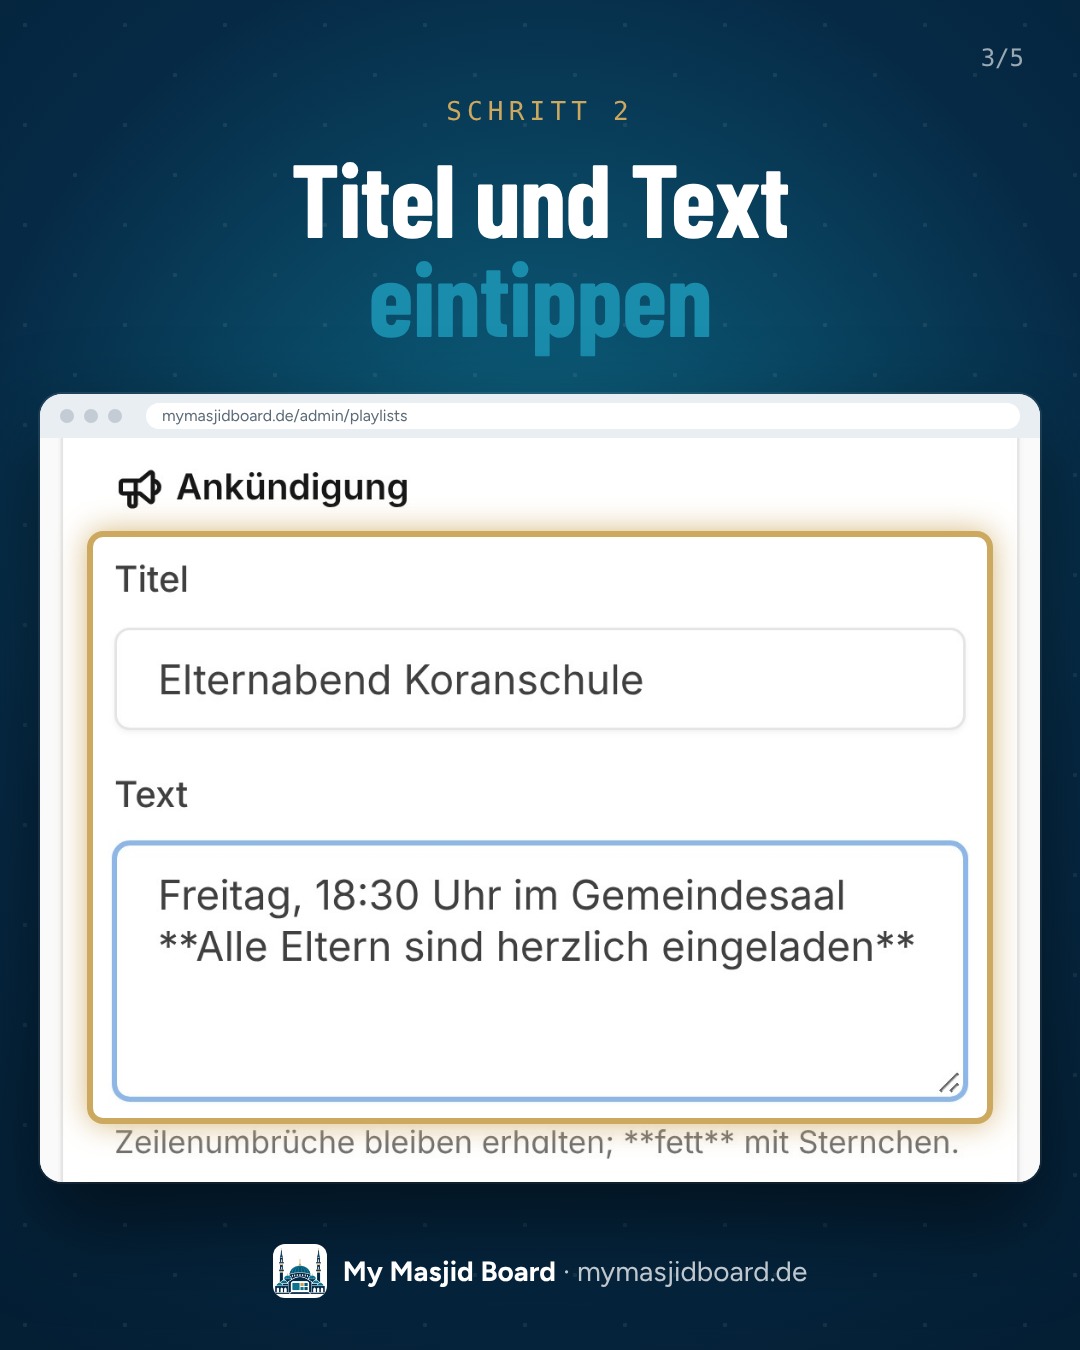 3/5
SCHRITT 2
Titel und Text
eintippen
mymasjidboard.de/admin/playlists
Ankündigung
Titel
Elternabend Koranschule
Text
Freitag, 18:30 Uhr im Gemeindesaal
**Alle Eltern sind herzlich eingeladen**
Zeilenumbrüche bleiben erhalten; **fett** mit Sternchen.
My Masjid Board · mymasjidboard.de